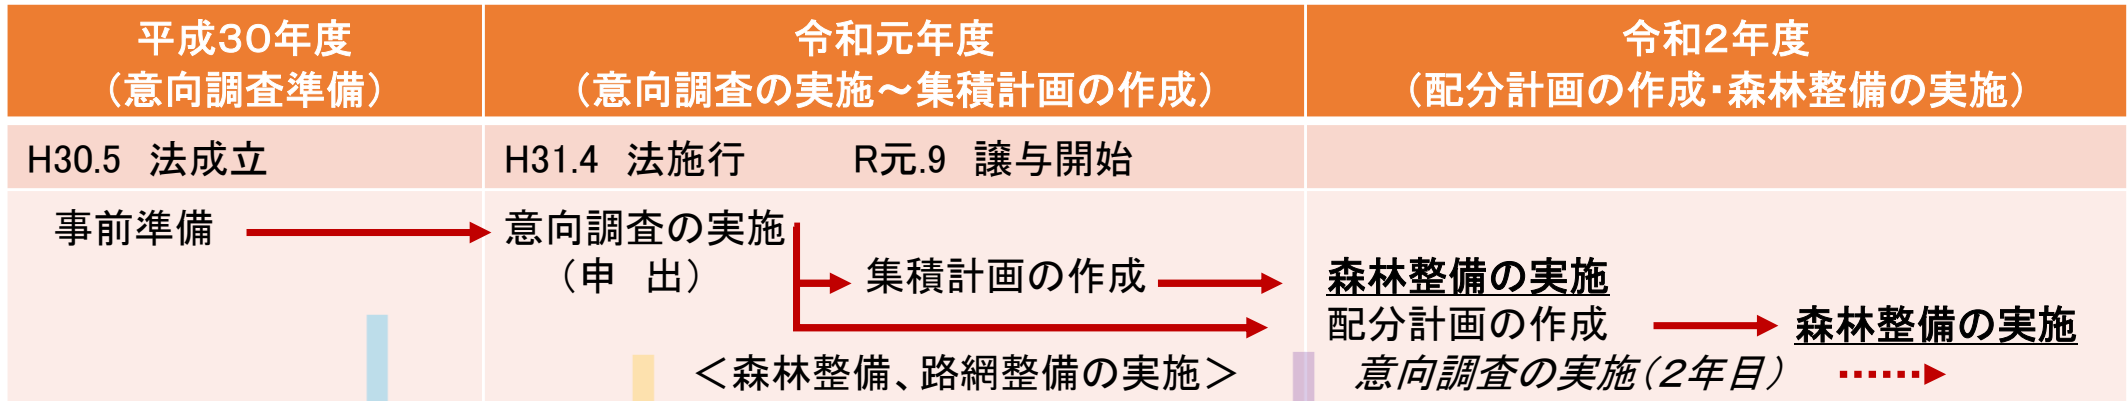 平成30年度
(意向調査準備)
令和元年度
(意向調査の実施～集積計画の作成)
令和2年度
(配分計画の作成・森林整備の実施)
H30.5 法成立
H31.4 法施行 R元.9 譲与開始
事前準備
意向調査の実施
(申 出)
集積計画の作成
<森林整備、路網整備の実施>
森林整備の実施
配分計画の作成
森林整備の実施
意向調査の実施(2年目)